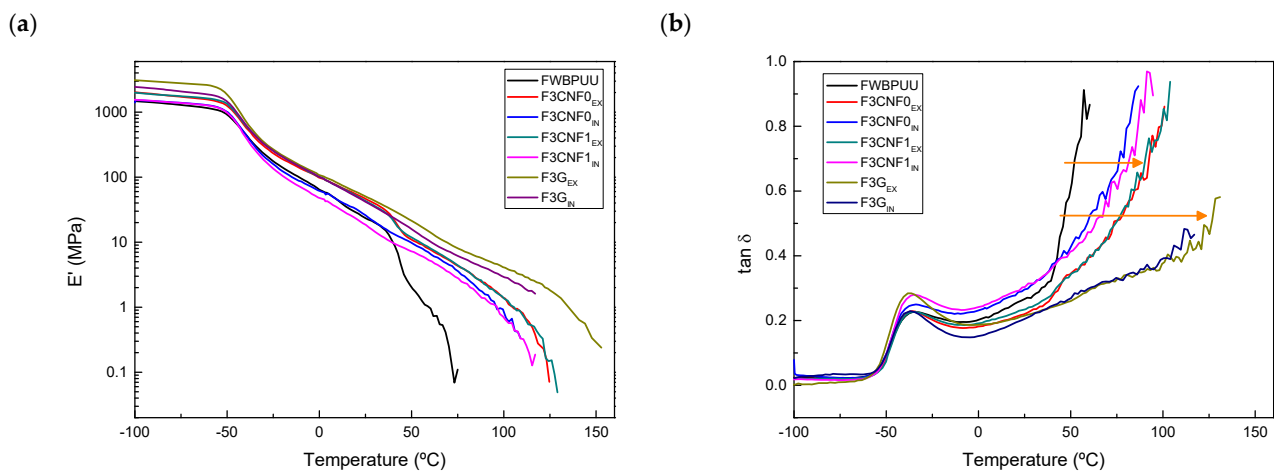 (a)
1000
100
10
1
0.1
E' (MPa)
-100
-50
0
50
100
150
Temperature (ºC)
FWBPUU
F3CNF0EX
F3CNF0IN
F3CNF1EX
F3CNF1IN
F3GEX
F3GIN
(b)
1.0
0.8
0.6
0.4
0.2
0.0
tan δ
-100
-50
0
50
100
150
Temperature (ºC)
FWBPUU
F3CNF0EX
F3CNF0IN
F3CNF1EX
F3CNF1IN
F3GEX
F3GIN